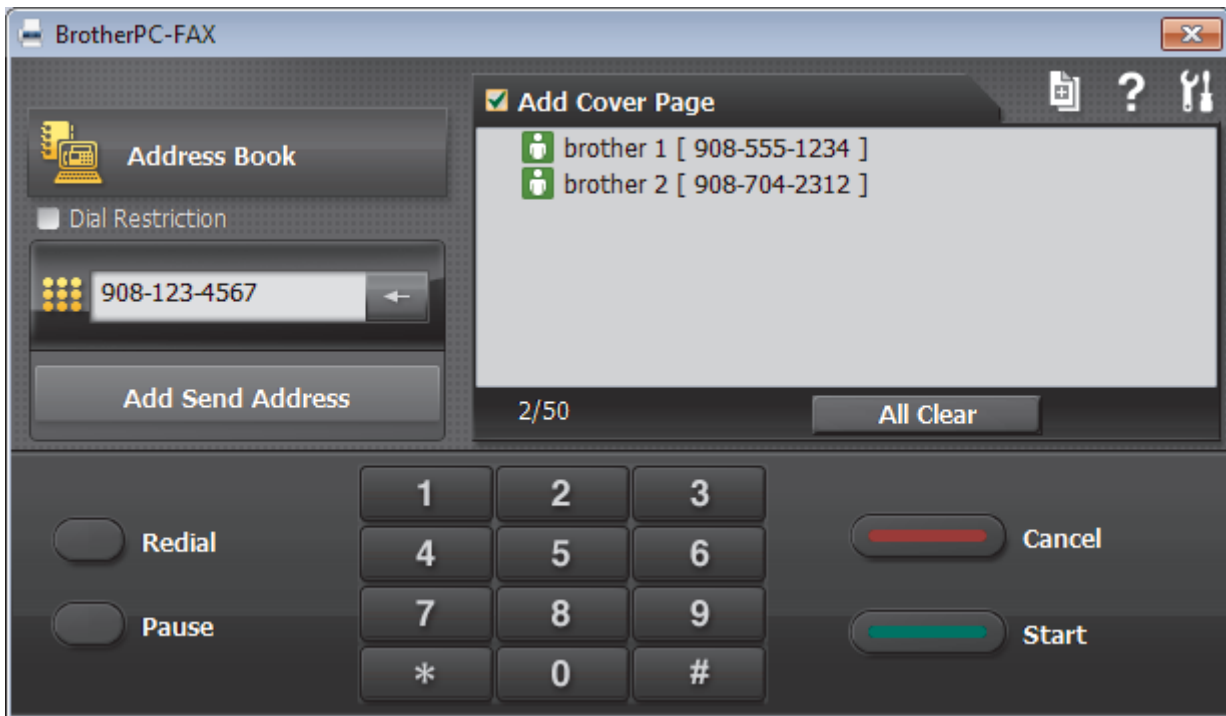 BrotherPC-FAX
Address Book
Dial Restriction
908-123-4567
Add Send Address
Add Cover Page
?
brother 1 [ 908-555-1234 ]
brother 2 [ 908-704-2312 ]
2/50
All Clear
Redial
Pause
1 2 3
4 5 6
7 8 9
* 0 #
Cancel
Start